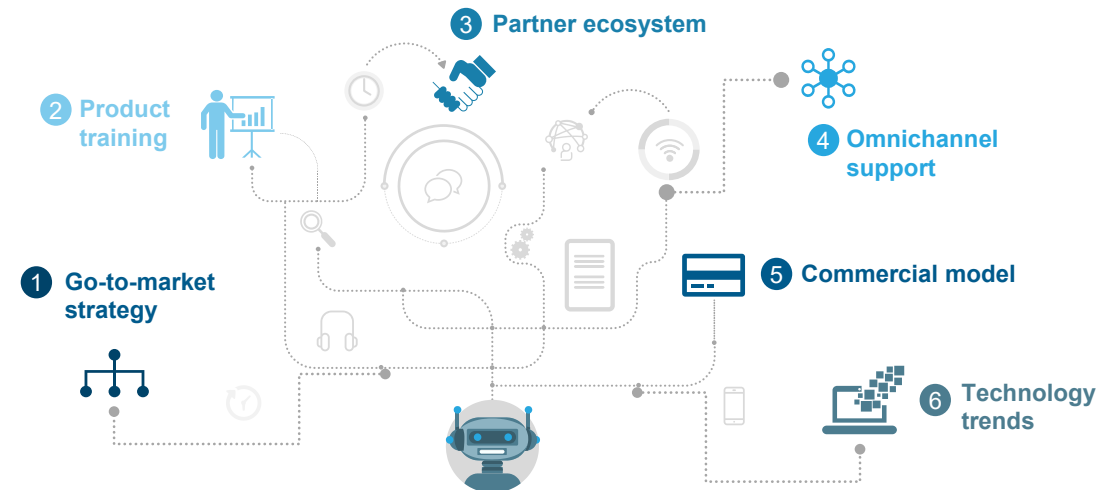 1 Go-to-market
strategy
2 Product
training
3 Partner ecosystem
4 Omnichannel
support
5 Commercial model
6 Technology
trends